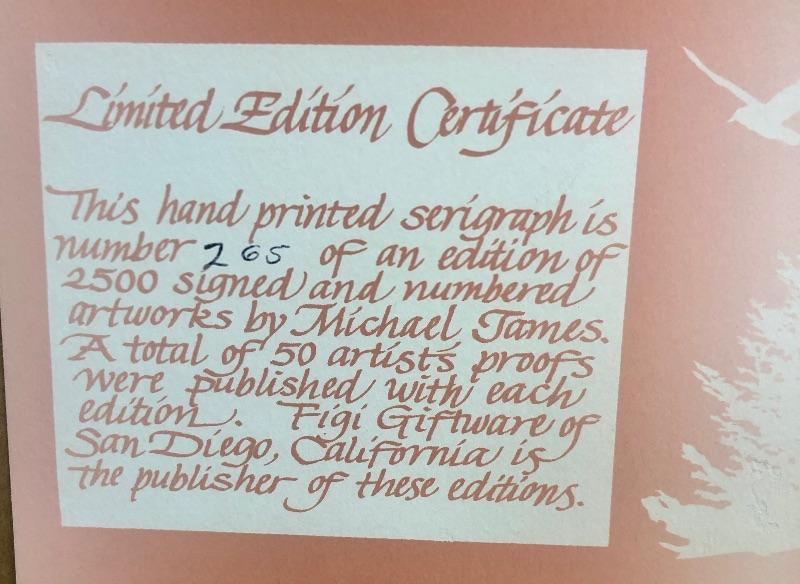 Limited Edition Certificate
This hand printed serigraph is
number 265 of an edition of
2500 signed and numbered
artworks by Michael James.
A total of 50 artist's proofs
were published with each
edition. Figi Giftware of
San Diego, California is
the publisher of these editions.